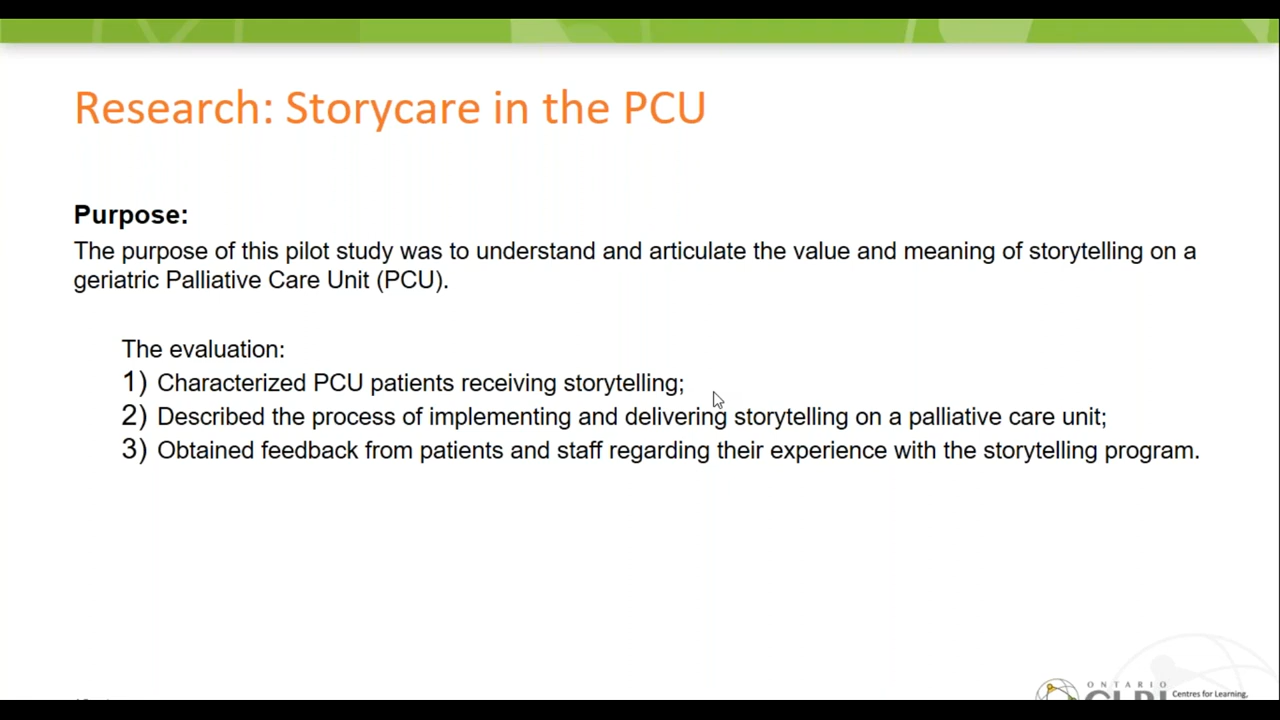 Research: Storycare in the PCU
Purpose:
The purpose of this pilot study was to understand and articulate the value and meaning of storytelling on a
geriatric Palliative Care Unit (PCU).
The evaluation:
1) Characterized PCU patients receiving storytelling;
2) Described the process of implementing and delivering storytelling on a palliative care unit;
3) Obtained feedback from patients and staff regarding their experience with the storytelling program.
ONTARIO
CLRI Centres for Learning,